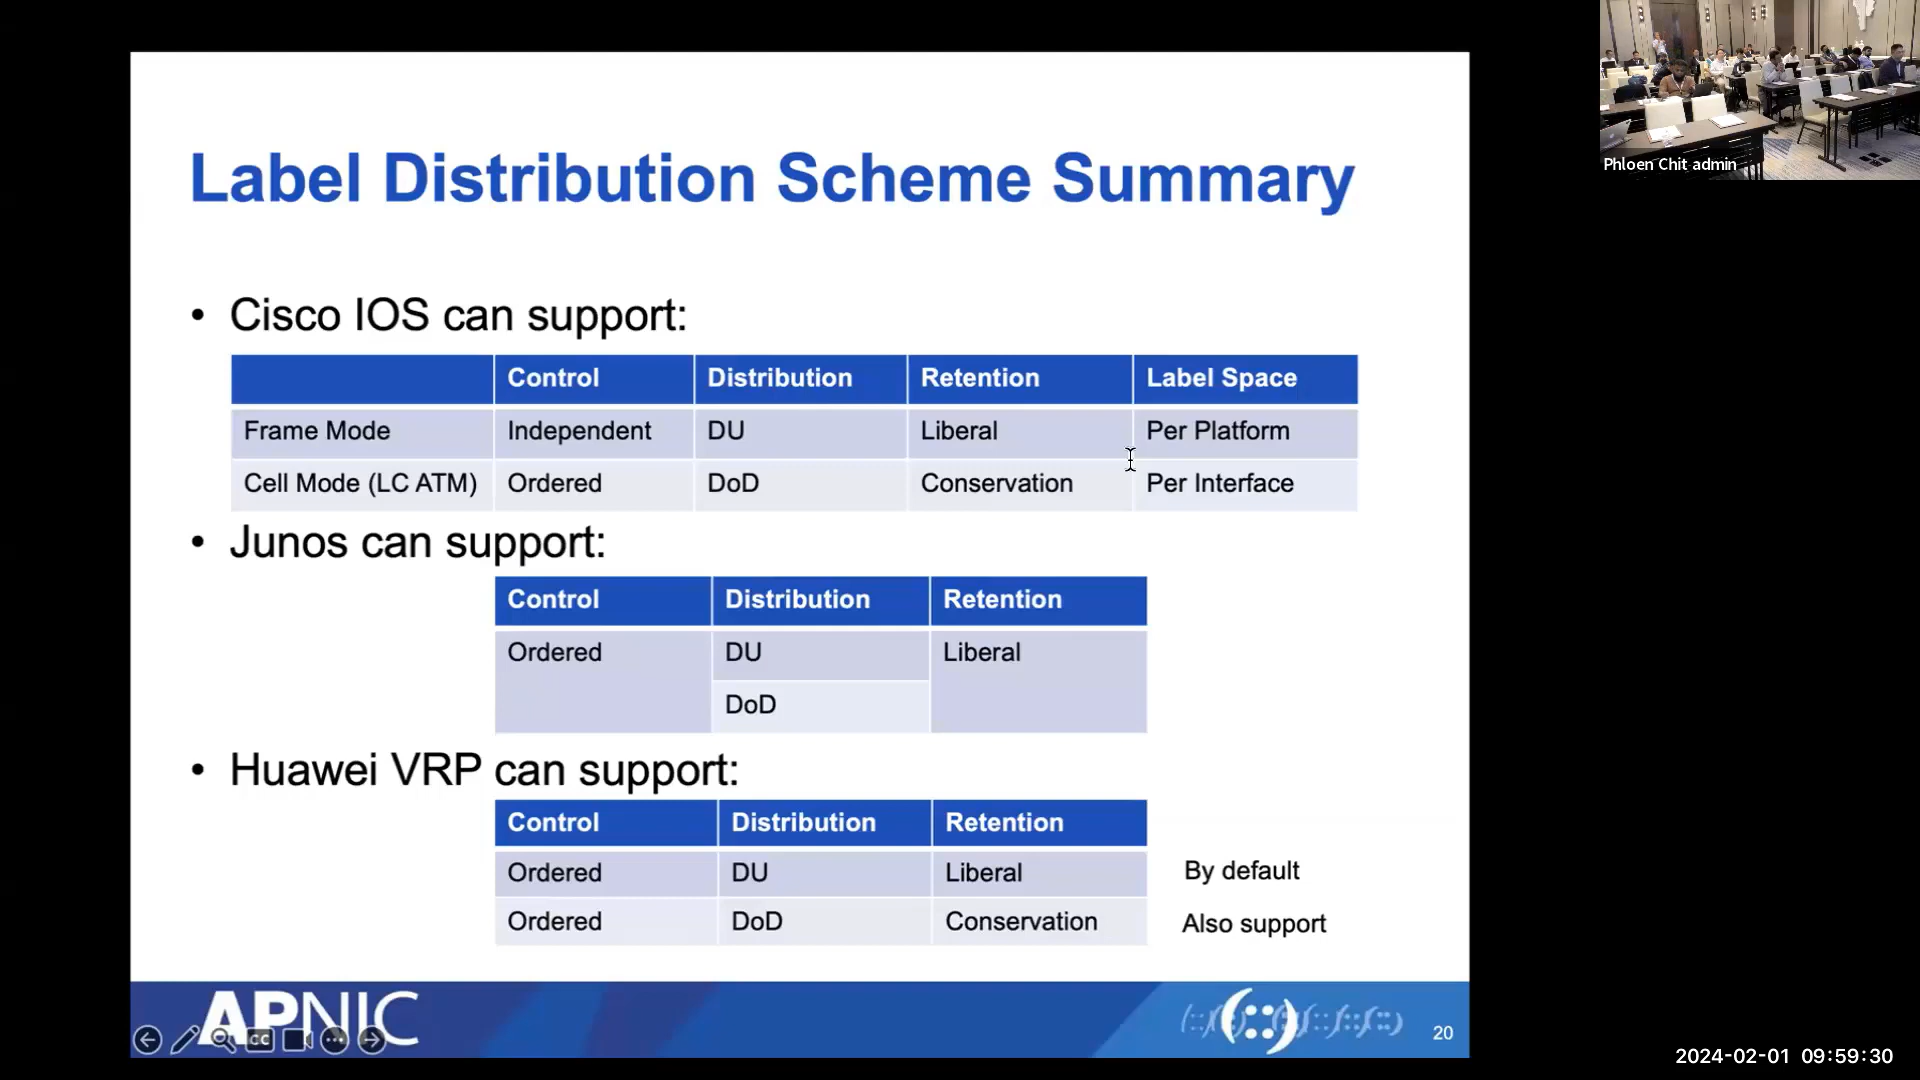 Phloen Chit admin
Label Distribution Scheme Summary
• Cisco IOS can support:
Control Distribution Retention Label Space
Frame Mode Independent DU Liberal Per Platform
Cell Mode (LC ATM) Ordered DoD Conservation Per Interface
• Junos can support:
Control Distribution Retention
Ordered DU Liberal
DoD
• Huawei VRP can support:
Control Distribution Retention
Ordered DU Liberal By default
Ordered DoD Conservation Also support
APNIC
CC
20
2024-02-01 09:59:30